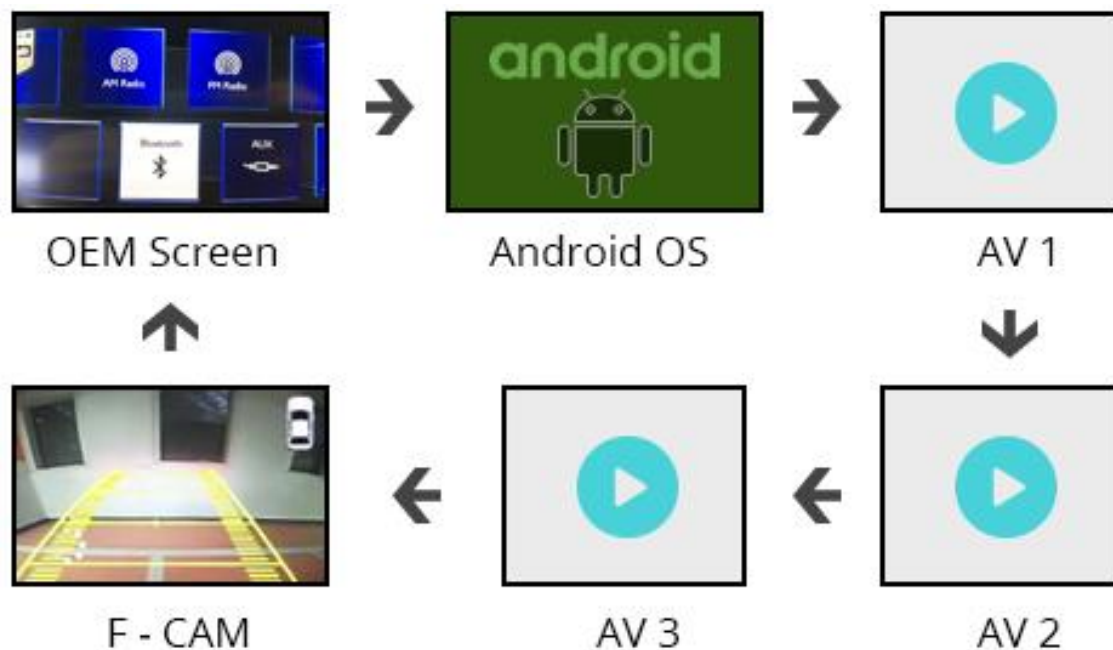 AM Radio
FM Radio
Bluetooth
AUX
android
OEM Screen
Android OS
AV 1
F - CAM
AV 3
AV 2